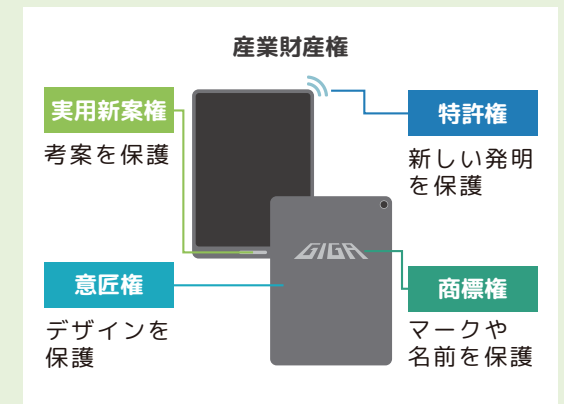 産業財産権
実用新案権
考案を保護
特許権
新しい発明
を保護
GIGA
意匠権
デザインを
保護
商標権
マークや
名前を保護